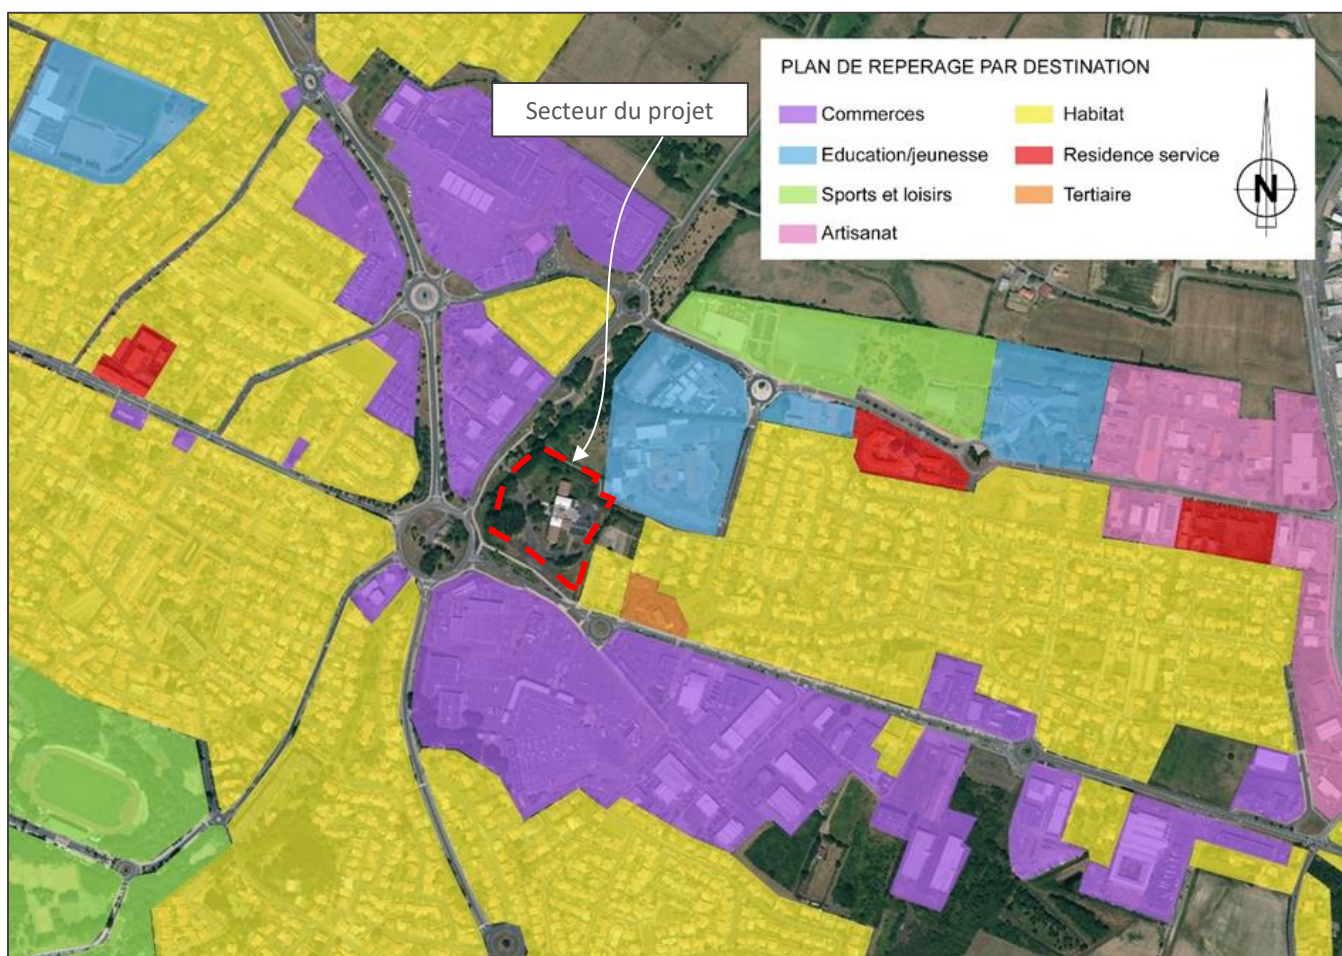 Secteur du projet
PLAN DE REPERAGE PAR DESTINATION
Commerces
Habitat
Education/jeunesse
Residence service
Sports et loisirs
Tertiaire
Artisanat
N